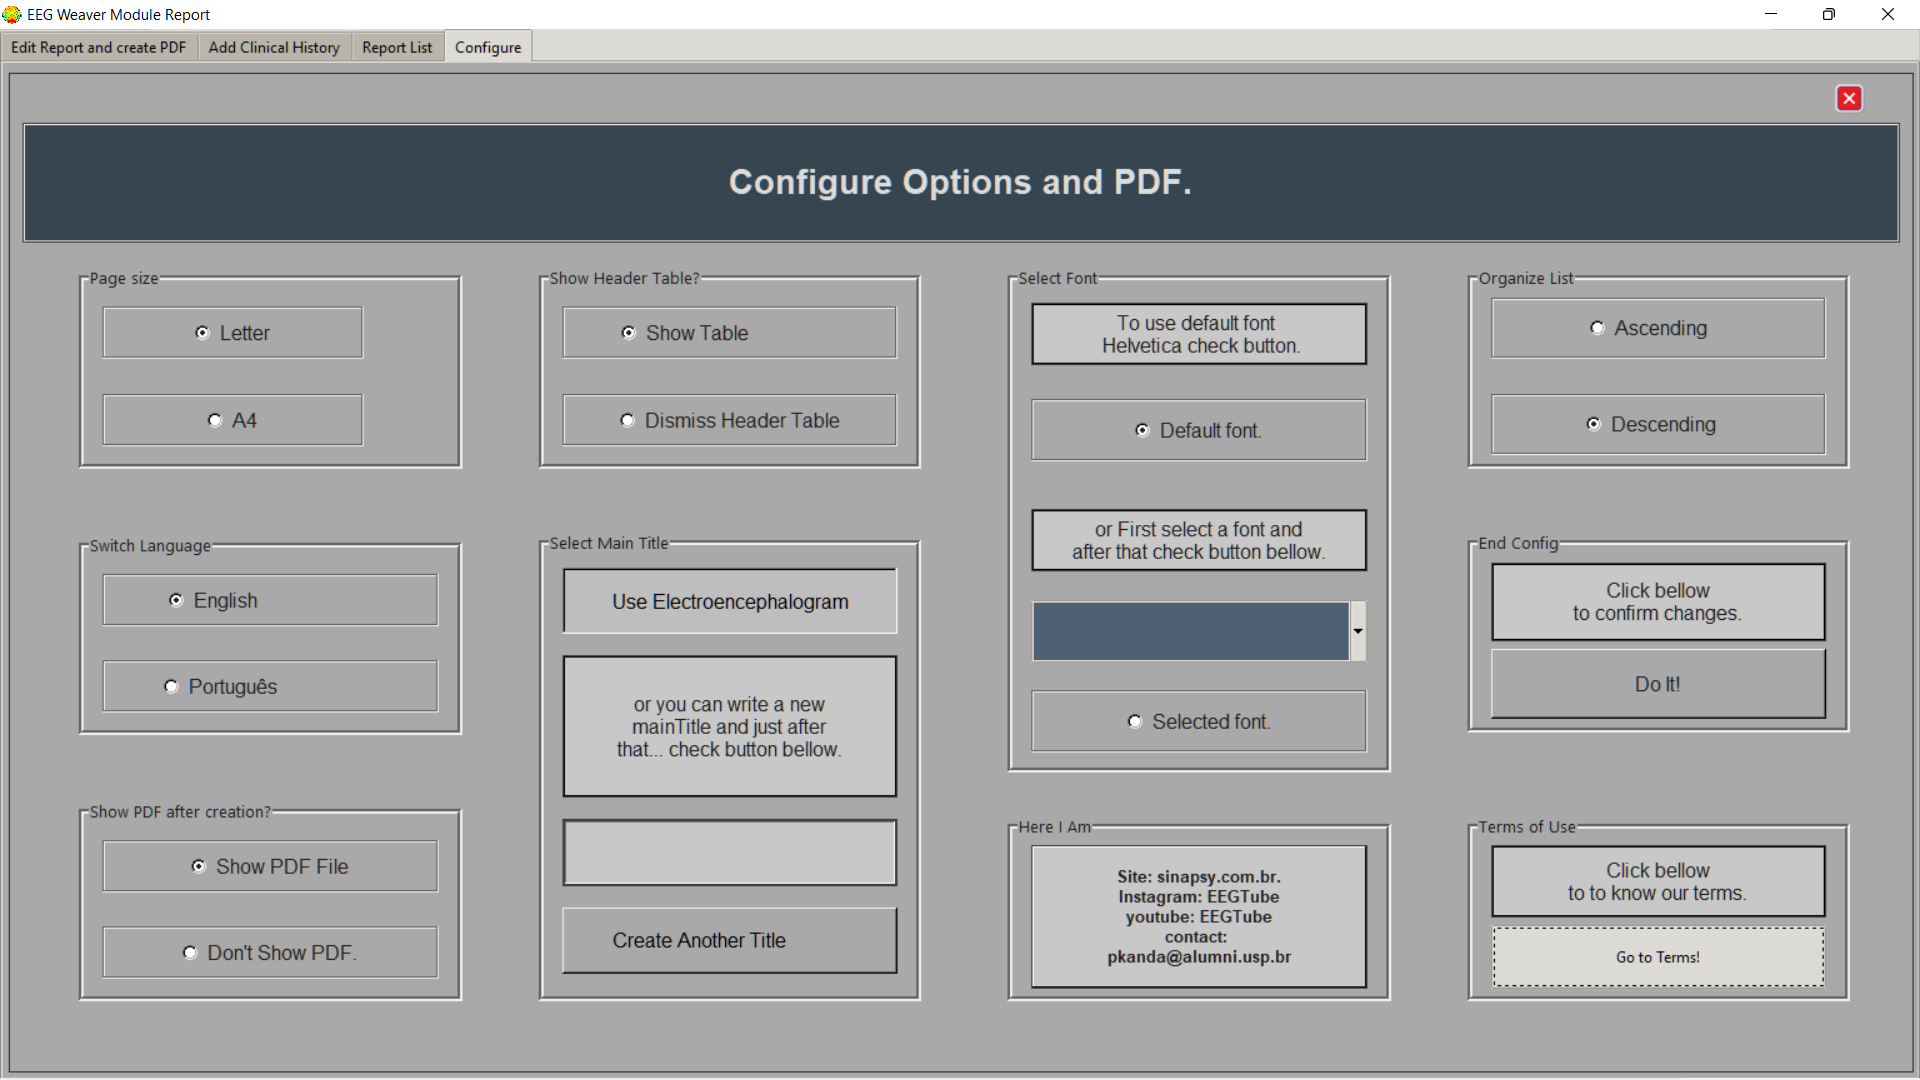 EEG Weaver Module Report
Edit Report and create PDF
Add Clinical History
Report List
Configure
Configure Options and PDF.
Page size
Letter
A4
Switch Language
English
Português
Show PDF after creation?
Show PDF File
Don't Show PDF.
Show Header Table?
Show Table
Dismiss Header Table
Select Main Title
Use Electroencephalogram
or you can write a new
mainTitle and just after
that... check button bellow.
Create Another Title
Select Font
To use default font
Helvetica check button.
Default font.
or First select a font and
after that check button bellow.
Selected font.
Here I Am
Site: sinapsy.com.br.
Instagram: EEGTube
youtube: EEGTube
contact:
pkanda@alumni.usp.br
Organize List
Ascending
Descending
End Config
Click bellow
to confirm changes.
Do It!
Terms of Use
Click bellow
to to know our terms.
Go to Terms!